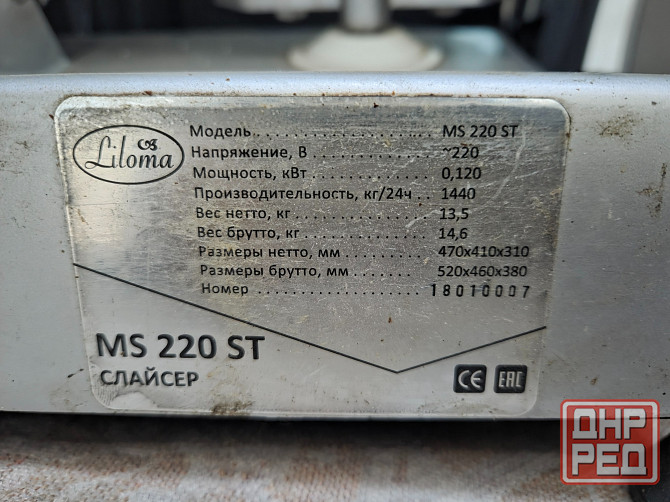 Liloma
Модель. . . . . . . . . . . . . . . . . . . . MS 220 ST
Напряжение, В . . . . . . . . . . . . . ~220
Мощность, кВт . . . . . . . . . . . . . 0,120
Производительность, кг/24ч . . 1440
Вес нетто, кг . . . . . . . . . . . . . . . . 13,5
Вес брутто, кг . . . . . . . . . . . . . . . 14,6
Размеры нетто, мм . . . . . . . . . . 470x410x310
Размеры брутто, мм . . . . . . . . . 520x460x380
Номер . . . . . . . . . . . . . . . . . . . . . 18010007
MS 220 ST
СЛАЙСЕР
CE EAC
ДНР
РЕД